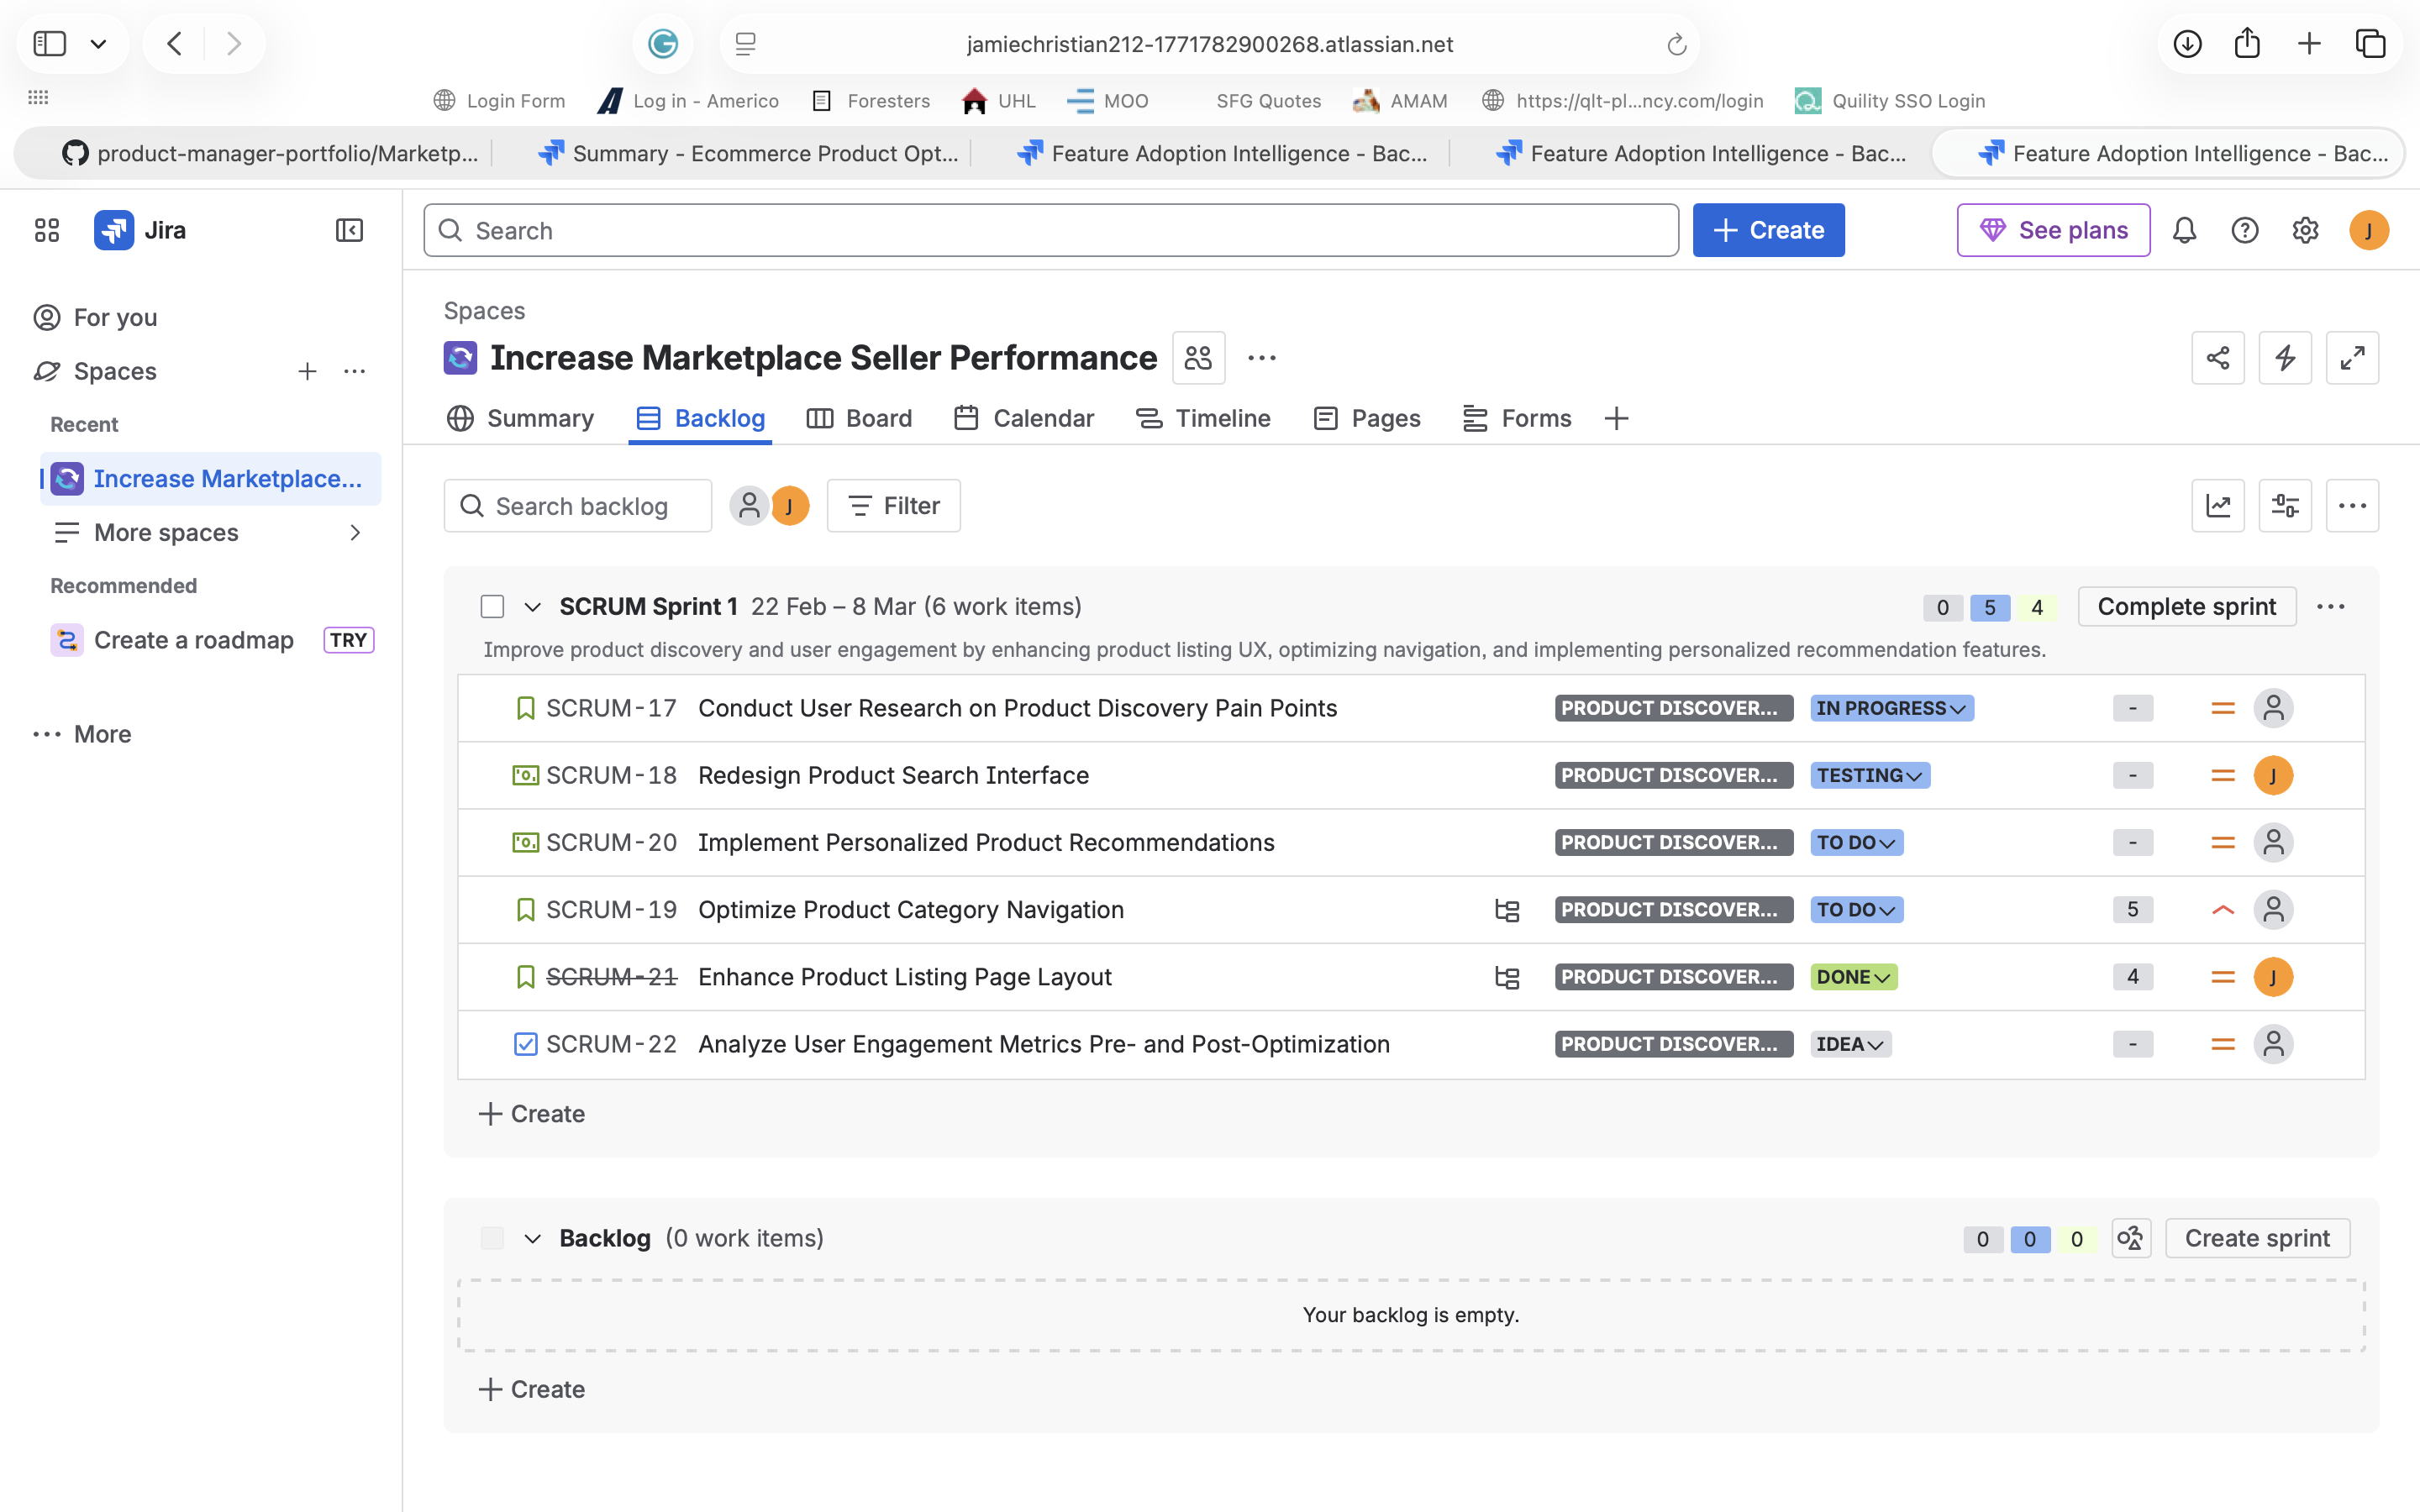 jamiechristian212-1771782900268.atlassian.net
Login Form
Log in - Americo
Foresters
UHL
MOO
SFG Quotes
AMAM
https://qlt-pl...ncy.com/login
Quility SSO Login
product-manager-portfolio/Marketp...
Summary - Ecommerce Product Opt...
Feature Adoption Intelligence - Bac...
Feature Adoption Intelligence - Bac...
Feature Adoption Intelligence - Bac...
Jira
Search
Create
See plans
J
For you
Spaces
Recent
Increase Marketplace...
More spaces
Recommended
Create a roadmap TRY
More
Spaces
Increase Marketplace Seller Performance
Summary
Backlog
Board
Calendar
Timeline
Pages
Forms
Search backlog
J
Filter
SCRUM Sprint 1 22 Feb – 8 Mar (6 work items)
0 5 4
Complete sprint
Improve product discovery and user engagement by enhancing product listing UX, optimizing navigation, and implementing personalized recommendation features.
SCRUM-17 Conduct User Research on Product Discovery Pain Points PRODUCT DISCOVER... IN PROGRESS -
SCRUM-18 Redesign Product Search Interface PRODUCT DISCOVER... TESTING - J
SCRUM-20 Implement Personalized Product Recommendations PRODUCT DISCOVER... TO DO -
SCRUM-19 Optimize Product Category Navigation PRODUCT DISCOVER... TO DO 5
SCRUM-21 Enhance Product Listing Page Layout PRODUCT DISCOVER... DONE 4 J
SCRUM-22 Analyze User Engagement Metrics Pre- and Post-Optimization PRODUCT DISCOVER... IDEA -
Create
Backlog (0 work items)
0 0 0
Create sprint
Your backlog is empty.
Create